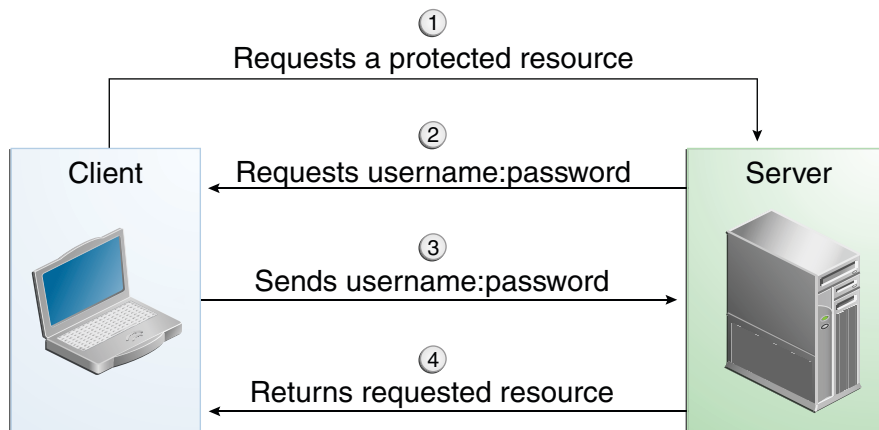 1
Requests a protected resource
2
Client
Requests username:password
Server
3
Sends username:password
4
Returns requested resource